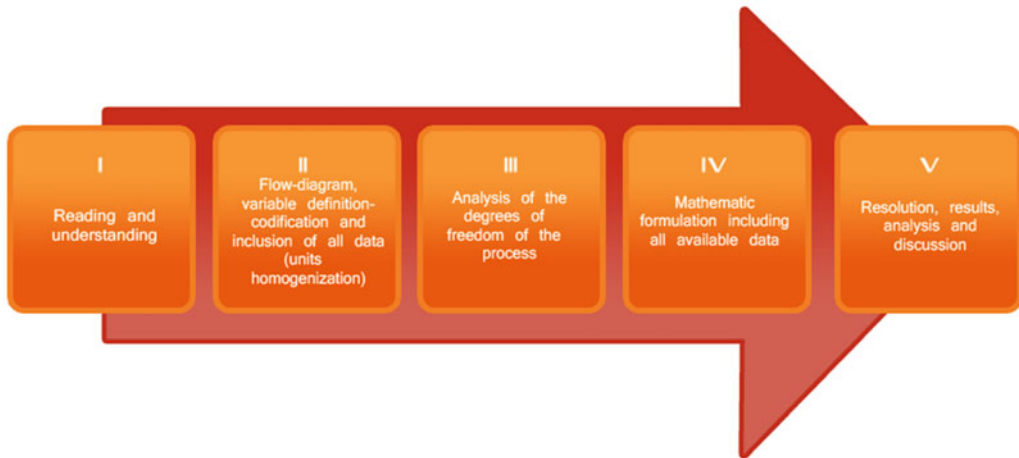 I
Reading and
understanding
II
Flow-diagram,
variable definition-
codification and
inclusion of all data
(units
homogenization)
III
Analysis of the
degrees of
freedom of the
process
IV
Mathematic
formulation including
all available data
V
Resolution, results,
analysis and
discussion